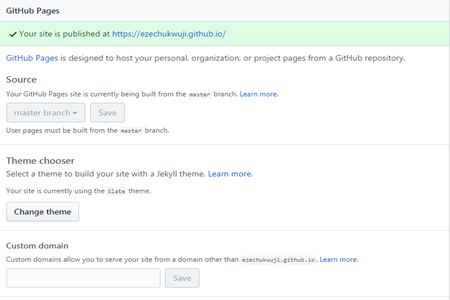 GitHub Pages
Your site is published at https://ezechukwuji.github.io/
GitHub Pages is designed to host your personal, organization, or project pages from a GitHub repository.
Source
Your GitHub Pages site is currently being built from the master branch. Learn more.
master branch Save
User pages must be built from the master branch.
Theme chooser
Select a theme to build your site with a Jekyll theme. Learn more.
Your site is currently using the Slate theme.
Change theme
Custom domain
Custom domains allow you to serve your site from a domain other than ezechukwuji.github.io. Learn more.
Save